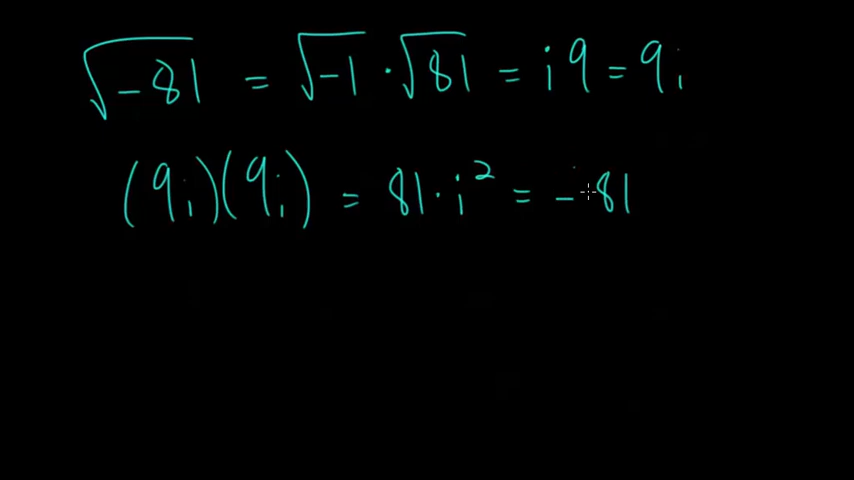 √-81 = √-1 · √81 = i9 = 9i
(9i)(9i) = 81 · i² = -81